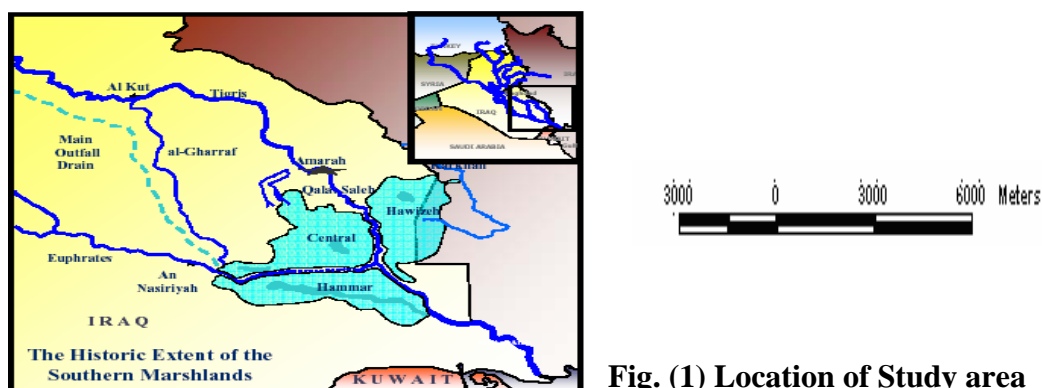 Al Kut
Tigris
Main
Outfall
Drain
al-Gharraf
Amarah
Qalat Saleh
Hawizeh
Central
Euphrates
An
Nasiriyah
Hammar
IRAQ
The Historic Extent of the
Southern Marshlands
KUWAIT
SYRIA
IRAQ
SAUDI ARABIA
3000 0 3000 6000 Meters
Fig. (1) Location of Study area